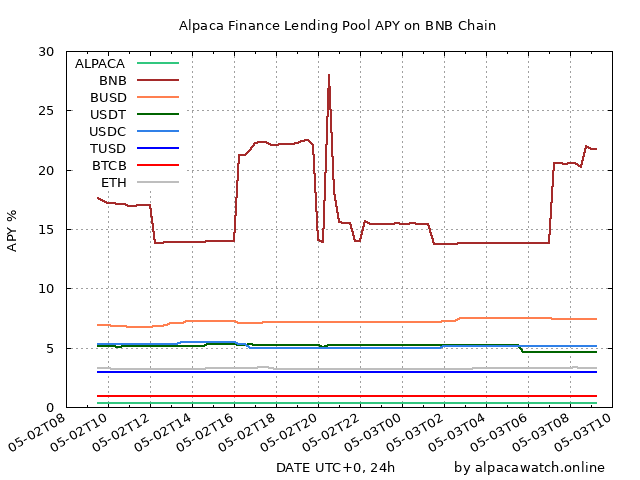 Alpaca Finance Lending Pool APY on BNB Chain
30
25
20
15
10
5
0
APY %
ALPACA
BNB
BUSD
USDT
USDC
TUSD
BTCB
ETH
05-02T08
05-02T10
05-02T12
05-02T14
05-02T16
05-02T18
05-02T20
05-02T22
05-03T00
05-03T02
05-03T04
05-03T06
05-03T08
05-03T10
DATE UTC+0, 24h
by alpacawatch.online